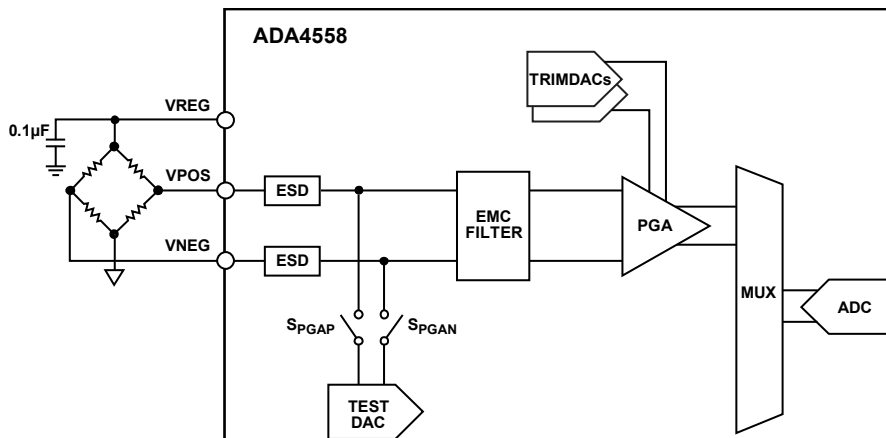 ADA4558
TRIMDACs
VREG
0.1µF
VPOS
ESD
EMC
FILTER
PGA
VNEG
ESD
MUX
ADC
SPGAP
SPGAN
TEST
DAC